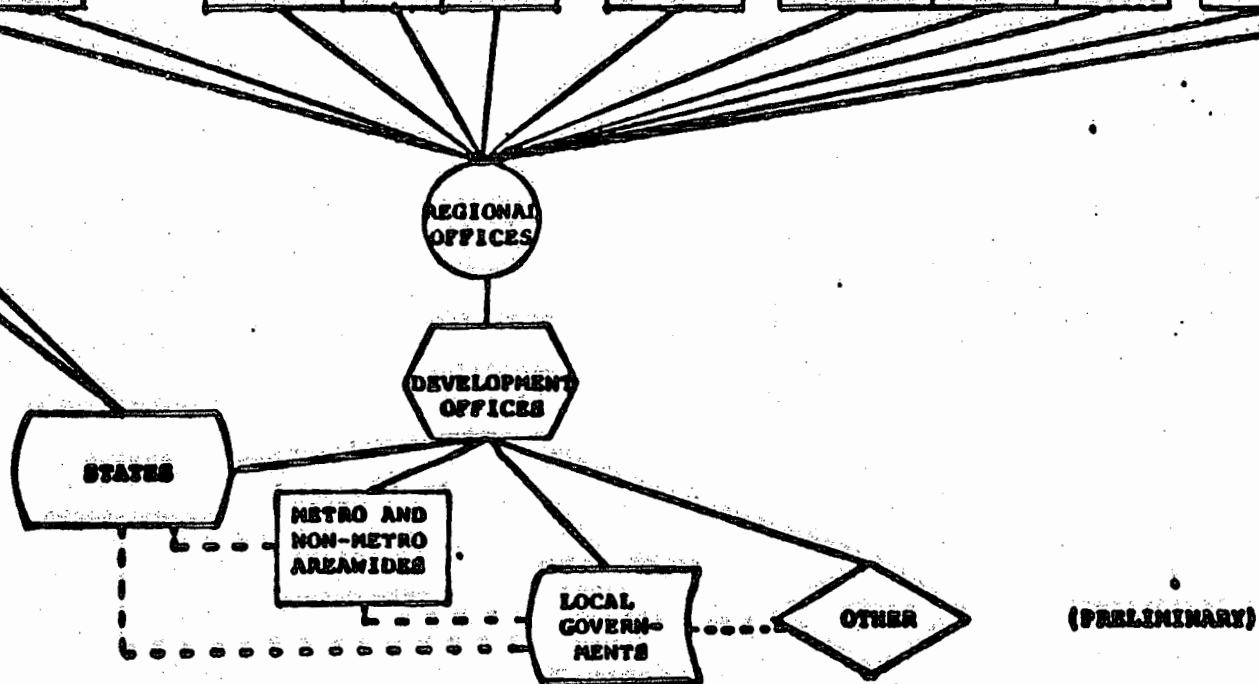 REGIONAL
OFFICES
DEVELOPMENT
OFFICES
STATES
METRO AND
NON-METRO
AREAWIDES
LOCAL
GOVERN-
MENTS
OTHER
(PRELIMINARY)